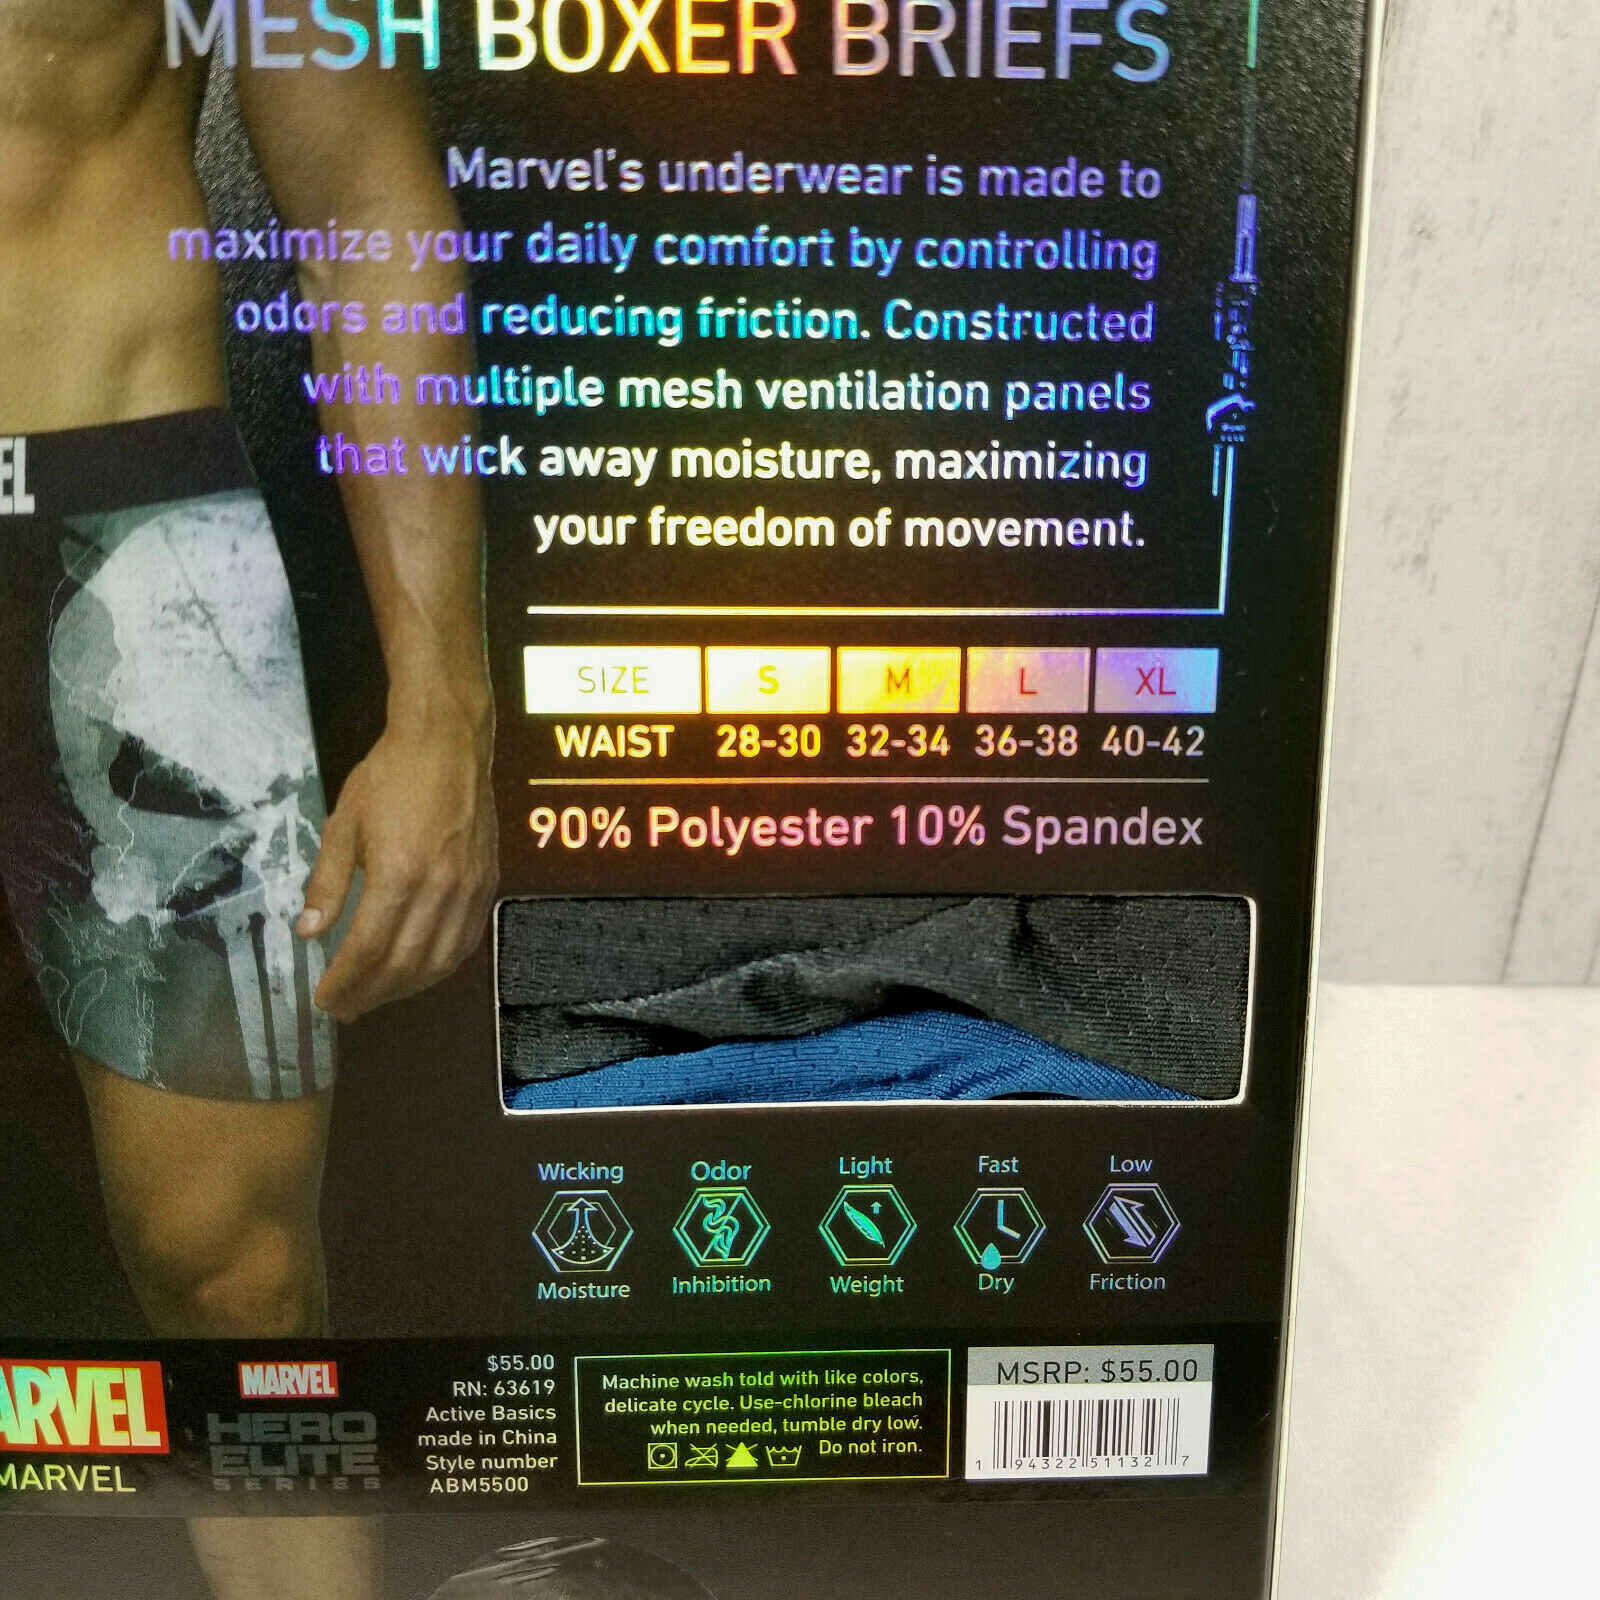 MESH BOXER BRIEFS
Marvel's underwear is made to
maximize your daily comfort by controlling
odors and reducing friction. Constructed
with multiple mesh ventilation panels
that wick away moisture, maximizing
your freedom of movement.
SIZE S M L XL
WAIST 28-30 32-34 36-38 40-42
90% Polyester 10% Spandex
EL
Wicking
Moisture
Odor
Inhibition
Light
Weight
Fast
Dry
Low
Friction
ARVEL
MARVEL
MARVEL
HERO
ELITE
SERIES
$55.00
RN: 63619
Active Basics
made in China
Style number
ABM5500
Machine wash told with like colors,
delicate cycle. Use-chlorine bleach
when needed, tumble dry low.
Do not iron.
MSRP: $55.00
1 94322 51132 7